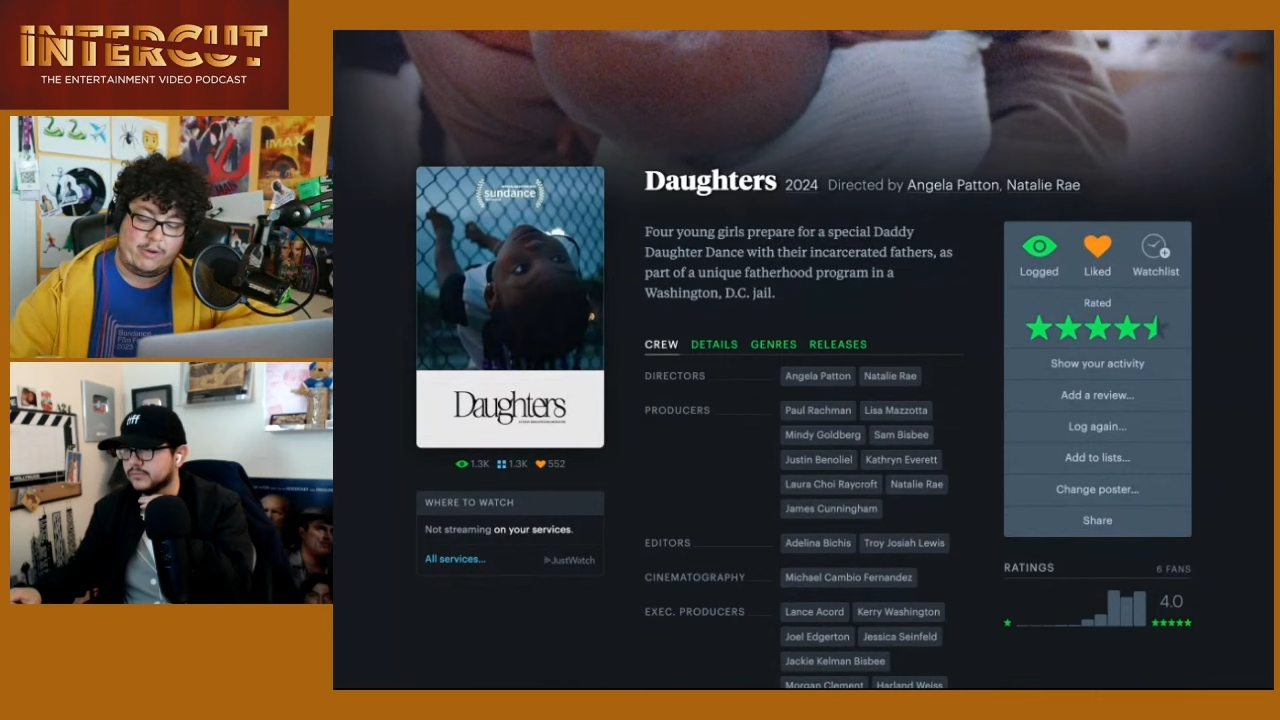 INTERCUT
THE ENTERTAINMENT VIDEO PODCAST
IMAX
Sundance
Film
2023
tiff
sundance
Daughters
1.3K 1.3K 552
WHERE TO WATCH
Not streaming on your services.
All services...
JustWatch
Daughters 2024 Directed by Angela Patton, Natalie Rae
Four young girls prepare for a special Daddy
Daughter Dance with their incarcerated fathers, as
part of a unique fatherhood program in a
Washington, D.C. jail.
CREW DETAILS GENRES RELEASES
DIRECTORS Angela Patton Natalie Rae
PRODUCERS Paul Rachman Lisa Mazzotta
Mindy Goldberg Sam Bisbee
Justin Benoliel Kathryn Everett
Laura Choi Raycroft Natalie Rae
James Cunningham
EDITORS Adelina Bichis Troy Josiah Lewis
CINEMATOGRAPHY Michael Cambio Fernandez
EXEC. PRODUCERS Lance Acord Kerry Washington
Joel Edgerton Jessica Seinfeld
Jackie Kelman Bisbee
Morgan Clement Harland Weiss
Logged Liked Watchlist
Rated
Show your activity
Add a review...
Log again...
Add to lists...
Change poster...
Share
RATINGS 6 FANS
4.0